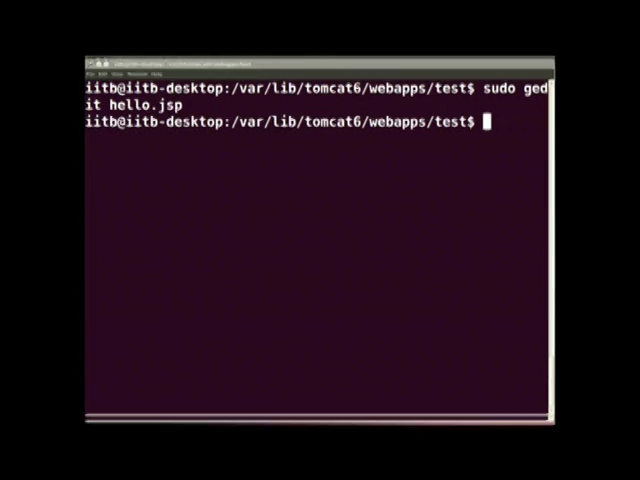 iitb@iitb-desktop:/var/lib/tomcat6/webapps/test$ sudo ged
it hello.jsp
iitb@iitb-desktop:/var/lib/tomcat6/webapps/test$